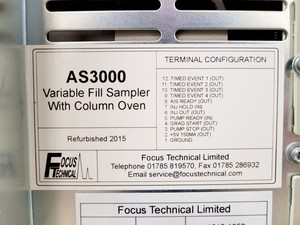 AS3000
Variable Fill Sampler
With Column Oven
Refurbished 2015
TERMINAL CONFIGURATION
12. TIMED EVENT 1 (OUT)
11. TIMED EVENT 2 (OUT)
10. TIMED EVENT 3 (OUT)
9. TIMED EVENT 4 (OUT)
8. A/S READY (OUT)
7. INJ HOLD (IN)
6. INJ OUT (OUT)
5. PUMP READY (IN)
4. GRAD START (OUT)
3. PUMP STOP (OUT)
2. +5V 150MA (OUT)
1. GROUND
FOCUS
TECHNICAL
Focus Technical Limited
Telephone 01785 819570, Fax 01785 286932
Email service@focustechnical.com
Focus Technical Limited